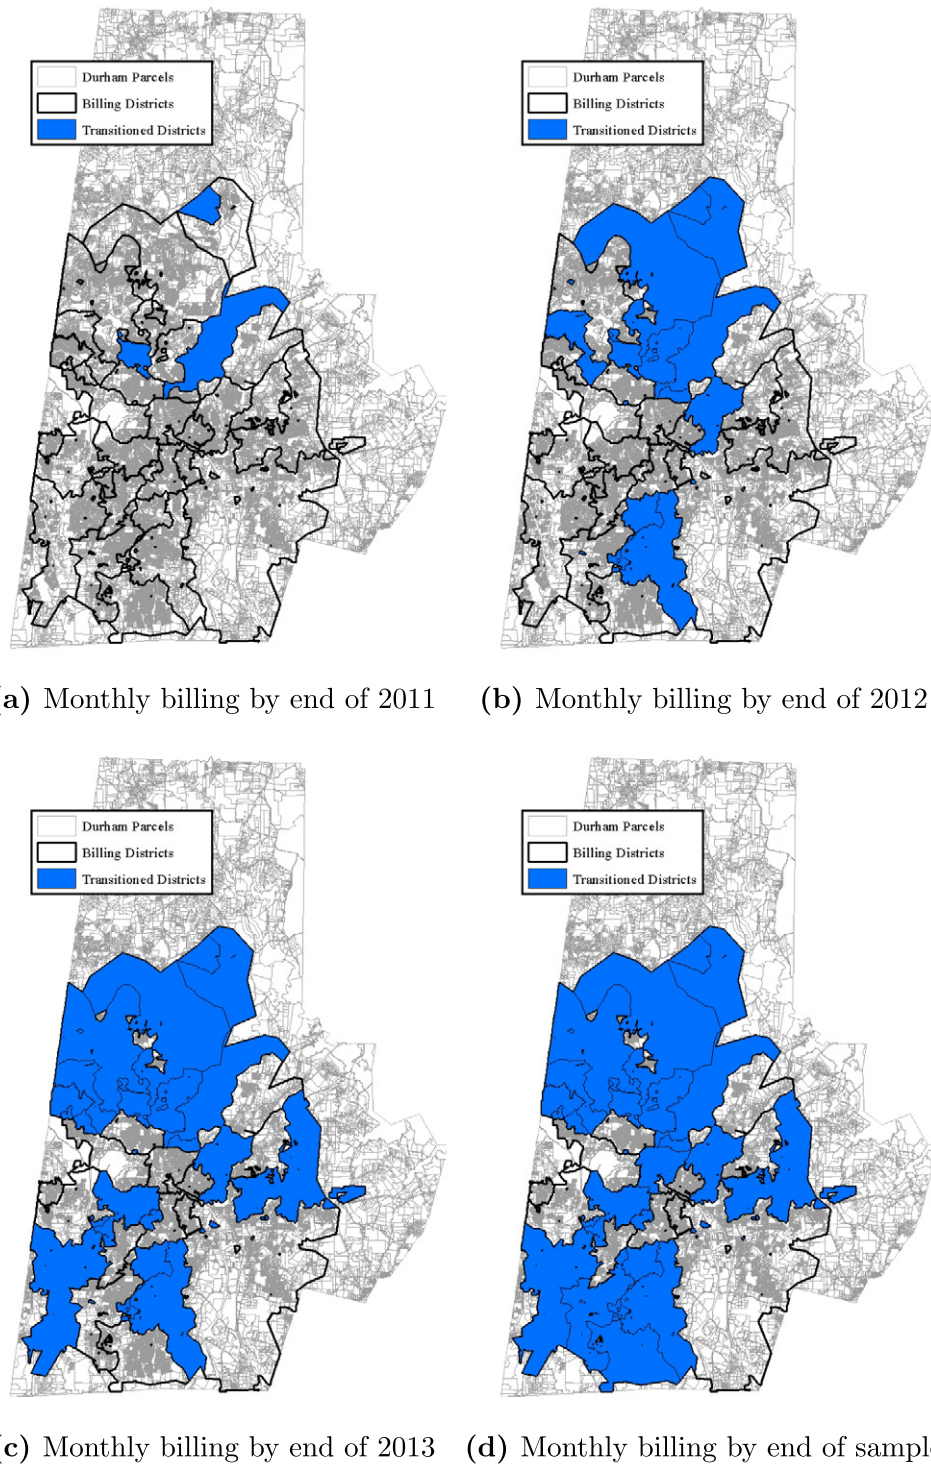 Durham Parcels
Billing Districts
Transitioned Districts
Durham Parcels
Billing Districts
Transitioned Districts
(a) Monthly billing by end of 2011
(b) Monthly billing by end of 2012
Durham Parcels
Billing Districts
Transitioned Districts
Durham Parcels
Billing Districts
Transitioned Districts
(c) Monthly billing by end of 2013
(d) Monthly billing by end of sample